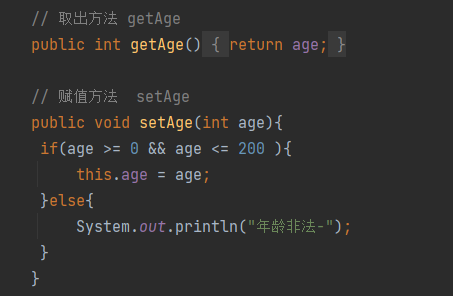 // 取出方法 getAge
public int getAge() { return age; }
// 赋值方法  setAge
public void setAge(int age){
if(age >= 0 && age <= 200 ){
this.age = age;
}else{
System.out.println("年龄非法-");
}
}